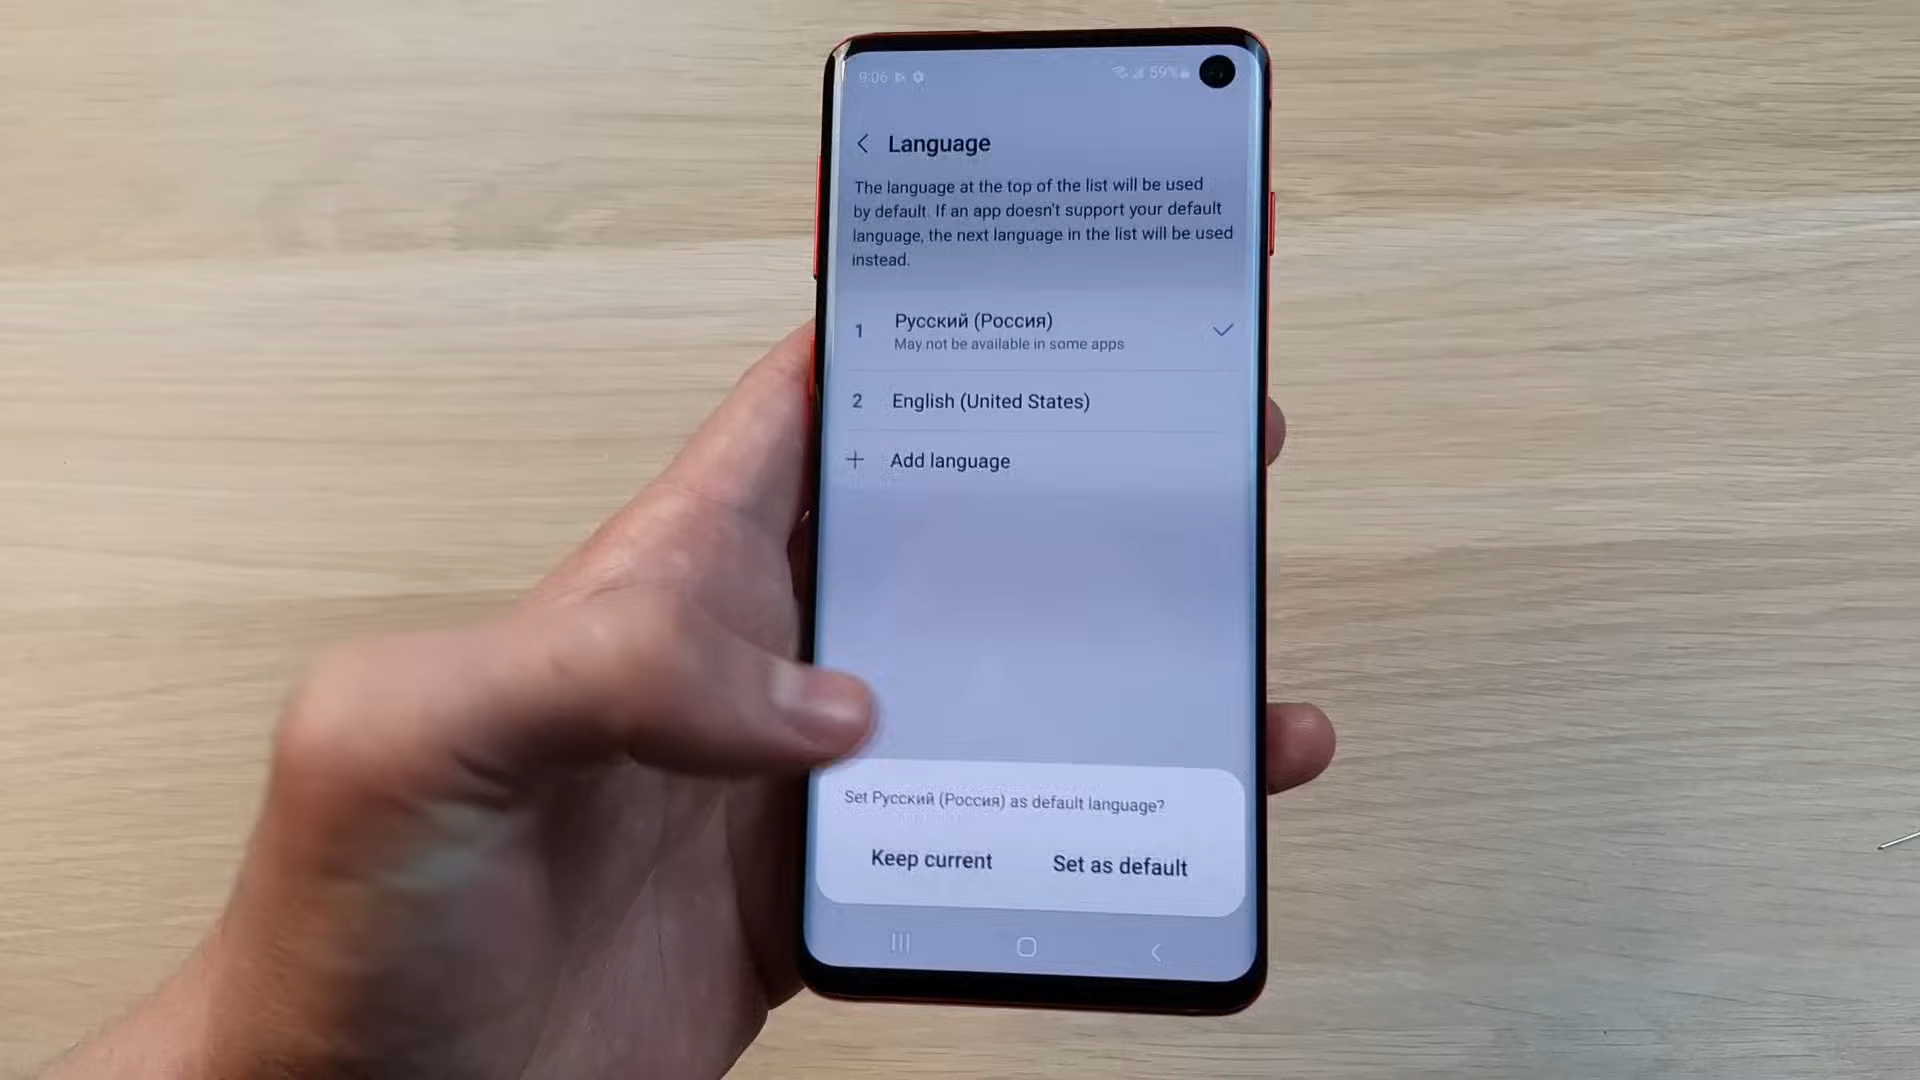 9:06 59%
Language
The language at the top of the list will be used
by default. If an app doesn't support your default
language, the next language in the list will be used
instead.
1 Русский (Россия)
May not be available in some apps
2 English (United States)
+ Add language
Set Русский (Россия) as default language?
Keep current Set as default